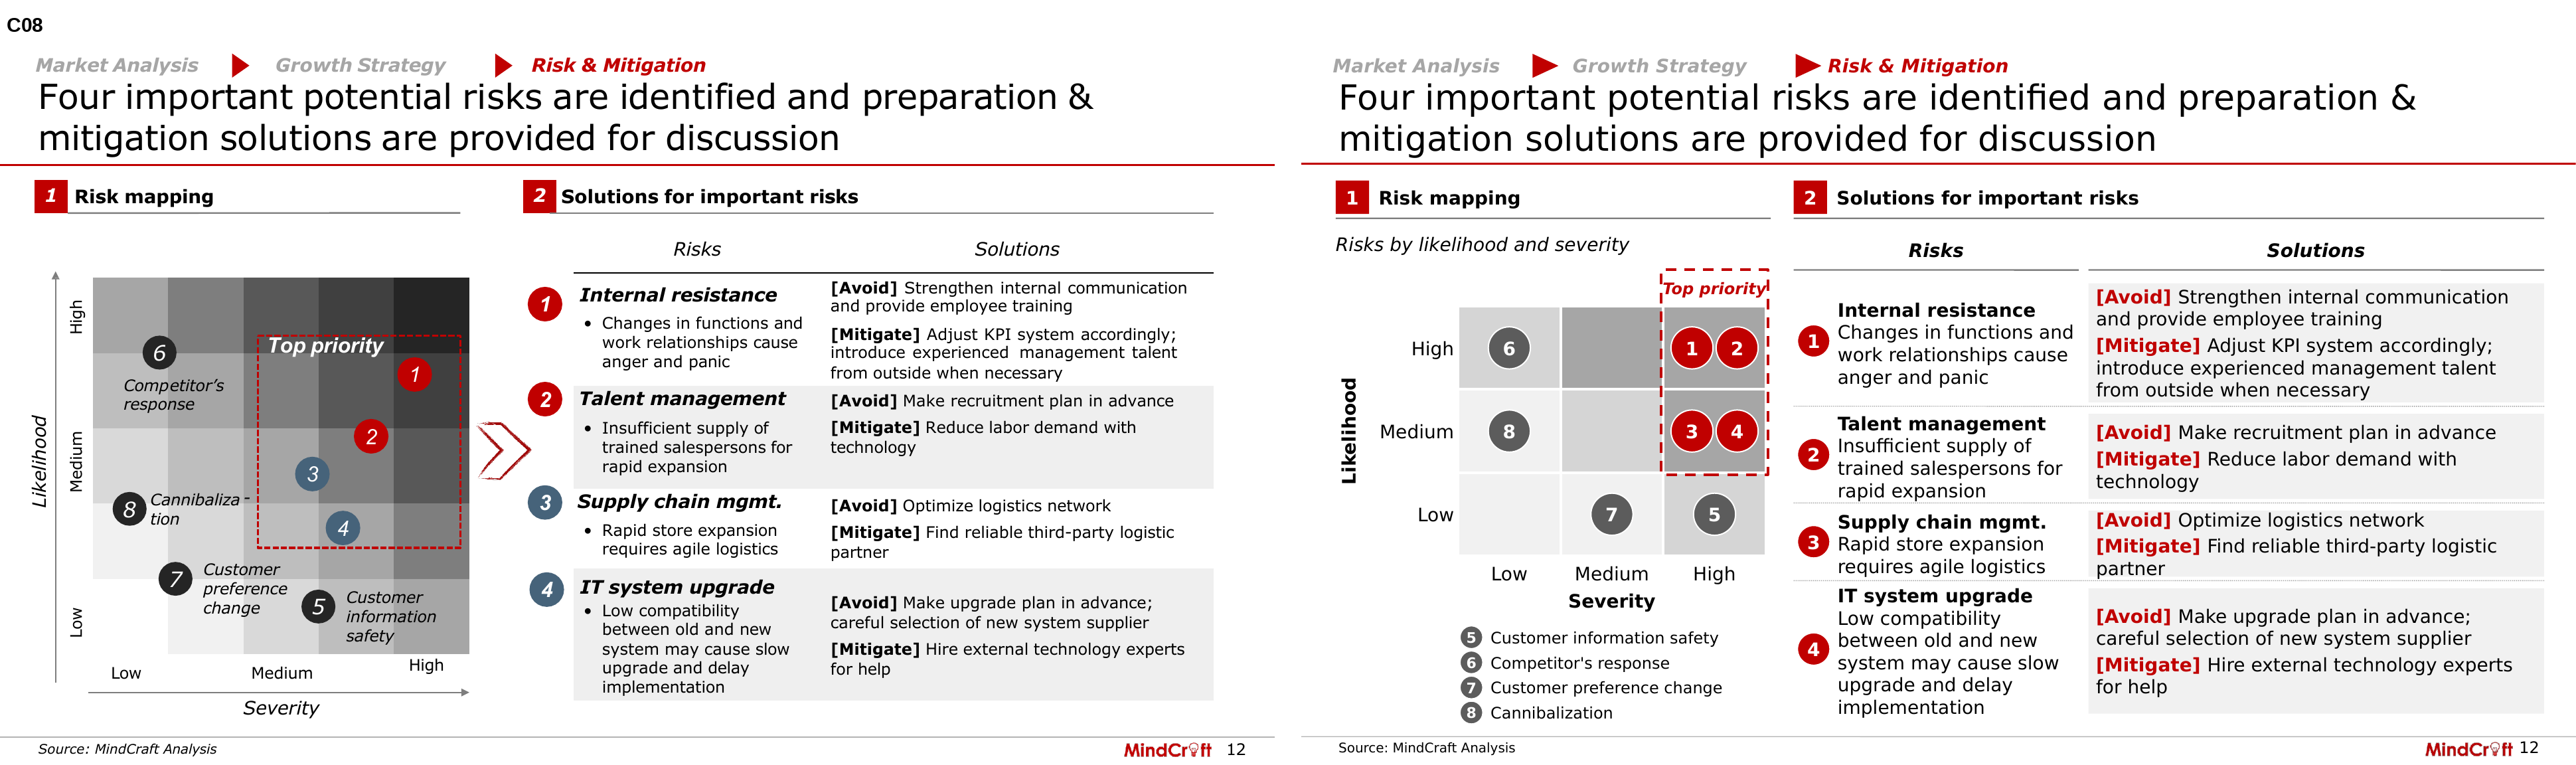 C08
Market Analysis Growth Strategy Risk & Mitigation
Four important potential risks are identified and preparation &
mitigation solutions are provided for discussion
1 Risk mapping
Likelihood
High
Medium
Low
Top priority
6
Competitor's
response
1
2
3
8 Cannibaliza-
tion
4
7 Customer
preference
change
5 Customer
information
safety
Low Medium High
Severity
2 Solutions for important risks
Risks Solutions
1 Internal resistance
• Changes in functions and
work relationships cause
anger and panic
[Avoid] Strengthen internal communication
and provide employee training
[Mitigate] Adjust KPI system accordingly;
introduce experienced management talent
from outside when necessary
2 Talent management
• Insufficient supply of
trained salespersons for
rapid expansion
[Avoid] Make recruitment plan in advance
[Mitigate] Reduce labor demand with
technology
3 Supply chain mgmt.
• Rapid store expansion
requires agile logistics
[Avoid] Optimize logistics network
[Mitigate] Find reliable third-party logistic
partner
4 IT system upgrade
• Low compatibility
between old and new
system may cause slow
upgrade and delay
implementation
[Avoid] Make upgrade plan in advance;
careful selection of new system supplier
[Mitigate] Hire external technology experts
for help
Source: MindCraft Analysis
MindCraft 12
Market Analysis Growth Strategy Risk & Mitigation
Four important potential risks are identified and preparation &
mitigation solutions are provided for discussion
1 Risk mapping
Risks by likelihood and severity
Top priority
Likelihood
High 6 1 2
Medium 8 3 4
Low 7 5
Low Medium High
Severity
5 Customer information safety
6 Competitor's response
7 Customer preference change
8 Cannibalization
2 Solutions for important risks
Risks Solutions
1 Internal resistance
Changes in functions and
work relationships cause
anger and panic
[Avoid] Strengthen internal communication
and provide employee training
[Mitigate] Adjust KPI system accordingly;
introduce experienced management talent
from outside when necessary
2 Talent management
Insufficient supply of
trained salespersons for
rapid expansion
[Avoid] Make recruitment plan in advance
[Mitigate] Reduce labor demand with
technology
3 Supply chain mgmt.
Rapid store expansion
requires agile logistics
[Avoid] Optimize logistics network
[Mitigate] Find reliable third-party logistic
partner
4 IT system upgrade
Low compatibility
between old and new
system may cause slow
upgrade and delay
implementation
[Avoid] Make upgrade plan in advance;
careful selection of new system supplier
[Mitigate] Hire external technology experts
for help
Source: MindCraft Analysis
MindCraft 12